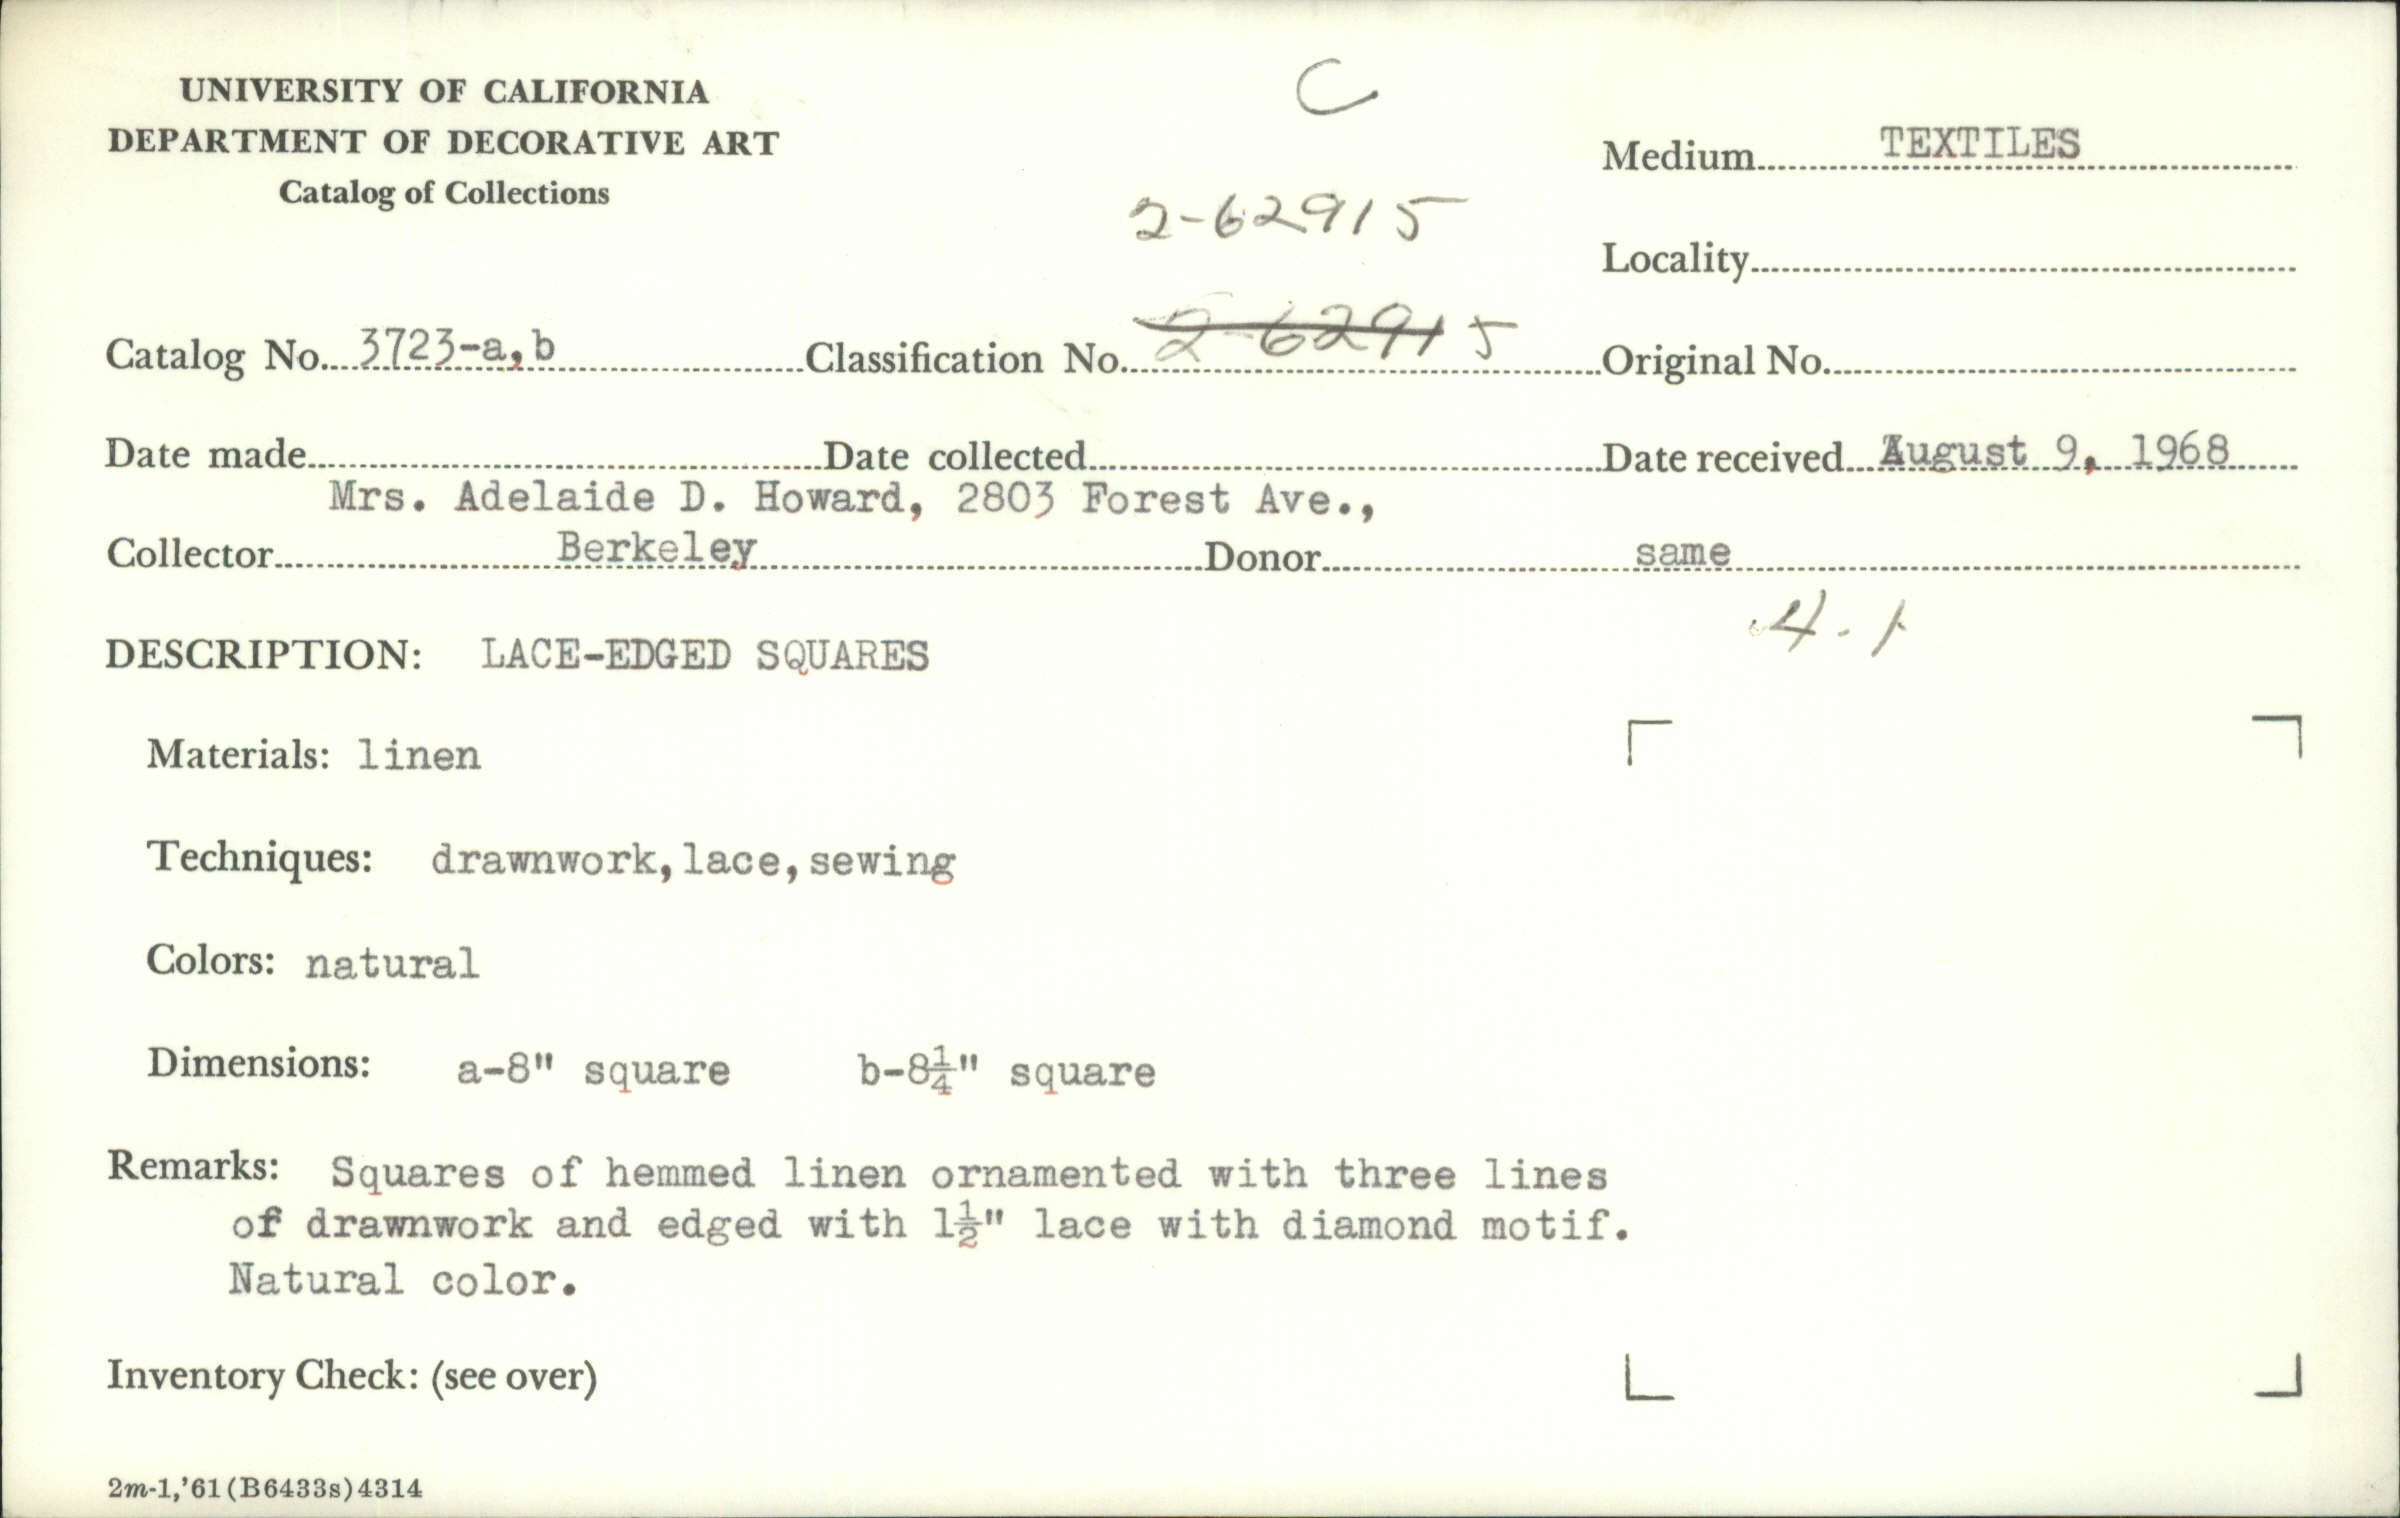 UNIVERSITY OF CALIFORNIA
DEPARTMENT OF DECORATIVE ART
Catalog of Collections
C
2-62915
Medium TEXTILES
Locality
Catalog No. 3723-a,b Classification No. 2-62915 Original No.
Date made Date collected Date received August 9, 1968
Mrs. Adelaide D. Howard, 2803 Forest Ave.,
Collector Berkeley Donor same
4.1
DESCRIPTION: LACE-EDGED SQUARES
Materials: linen
Techniques: drawnwork, lace, sewing
Colors: natural
Dimensions: a-8" square b-8¼" square
Remarks: Squares of hemmed linen ornamented with three lines
of drawnwork and edged with 1½" lace with diamond motif.
Natural color.
Inventory Check: (see over)
2m-1,'61(B6433s)4314